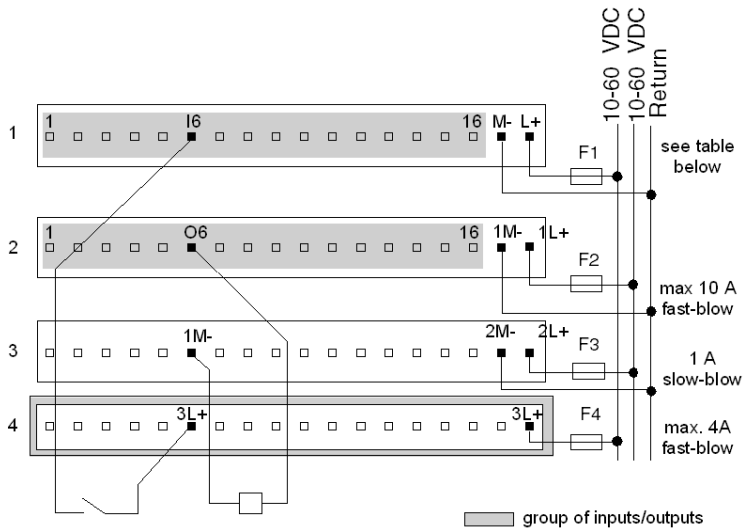 10-60 VDC
10-60 VDC
Return
1 1 I6 16 M- L+
F1
see table
below
2 1 O6 16 1M- 1L+
F2
max 10 A
fast-blow
3 1M- 2M- 2L+
F3
1 A
slow-blow
4 3L+ 3L+
F4
max. 4A
fast-blow
group of inputs/outputs